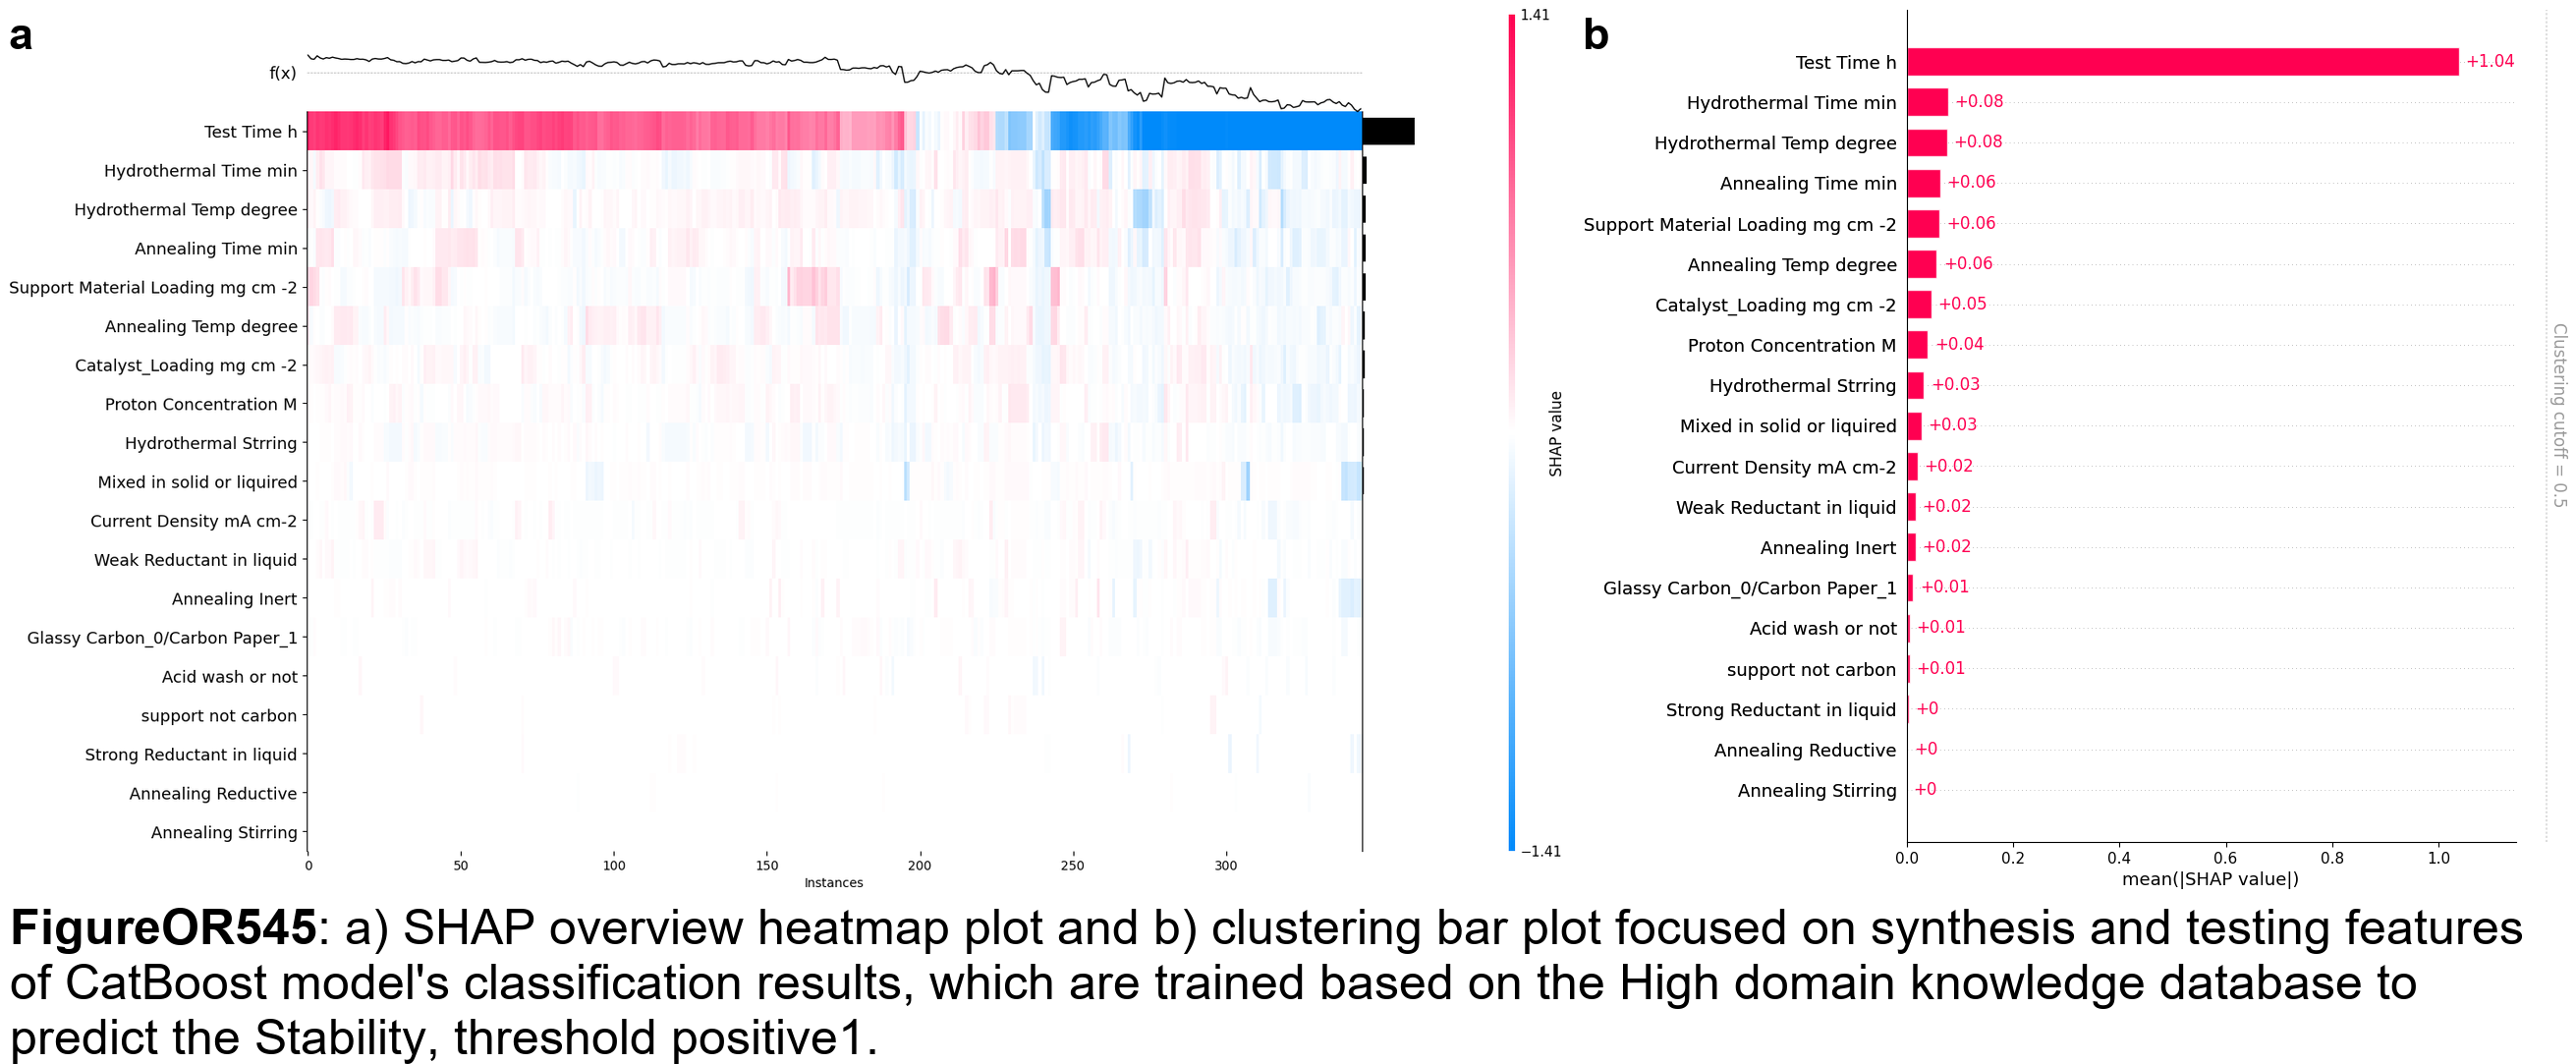 a
f(x)
Test Time h
Hydrothermal Time min
Hydrothermal Temp degree
Annealing Time min
Support Material Loading mg cm -2
Annealing Temp degree
Catalyst_Loading mg cm -2
Proton Concentration M
Hydrothermal Strring
Mixed in solid or liquired
Current Density mA cm-2
Weak Reductant in liquid
Annealing Inert
Glassy Carbon_0/Carbon Paper_1
Acid wash or not
support not carbon
Strong Reductant in liquid
Annealing Reductive
Annealing Stirring
0 50 100 150 200 250 300
Instances
1.41
SHAP value
−1.41
b
Test Time h +1.04
Hydrothermal Time min +0.08
Hydrothermal Temp degree +0.08
Annealing Time min +0.06
Support Material Loading mg cm -2 +0.06
Annealing Temp degree +0.06
Catalyst_Loading mg cm -2 +0.05
Proton Concentration M +0.04
Hydrothermal Strring +0.03
Mixed in solid or liquired +0.03
Current Density mA cm-2 +0.02
Weak Reductant in liquid +0.02
Annealing Inert +0.02
Glassy Carbon_0/Carbon Paper_1 +0.01
Acid wash or not +0.01
support not carbon +0.01
Strong Reductant in liquid +0
Annealing Reductive +0
Annealing Stirring +0
0.0 0.2 0.4 0.6 0.8 1.0
mean(|SHAP value|)
Clustering cutoff = 0.5
FigureOR545: a) SHAP overview heatmap plot and b) clustering bar plot focused on synthesis and testing features
of CatBoost model's classification results, which are trained based on the High domain knowledge database to
predict the Stability, threshold positive1.